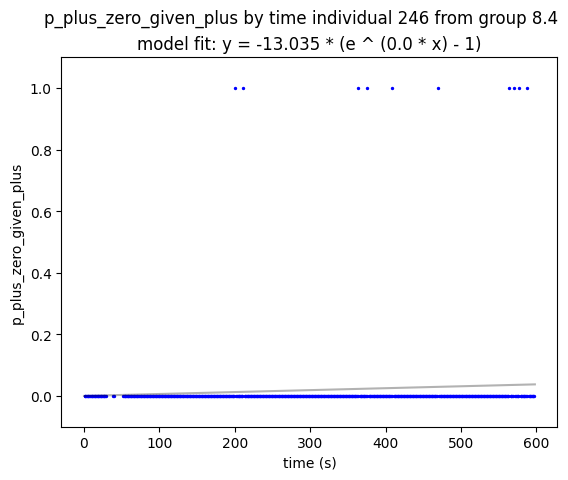 p_plus_zero_given_plus by time individual 246 from group 8.4
model fit: y = -13.035 * (e ^ (0.0 * x) - 1)
1.0
0.8
0.6
0.4
0.2
0.0
p_plus_zero_given_plus
0 100 200 300 400 500 600
time (s)